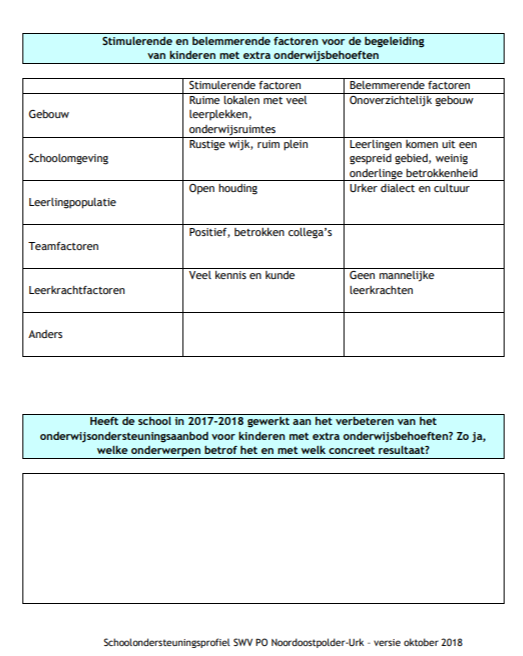 Stimulerende en belemmerende factoren voor de begeleiding
van kinderen met extra onderwijsbehoeften
Stimulerende factoren Belemmerende factoren
Gebouw
Ruime lokalen met veel
leerplekken,
onderwijsruimtes
Onoverzichtelijk gebouw
Schoolomgeving
Rustige wijk, ruim plein
Leerlingen komen uit een
gespreid gebied, weinig
onderlinge betrokkenheid
Leerlingpopulatie
Open houding
Urker dialect en cultuur
Teamfactoren
Positief, betrokken collega's
Leerkrachtfactoren
Veel kennis en kunde
Geen mannelijke
leerkrachten
Anders
Heeft de school in 2017-2018 gewerkt aan het verbeteren van het
onderwijsondersteuningsaanbod voor kinderen met extra onderwijsbehoeften? Zo ja,
welke onderwerpen betrof het en met welk concreet resultaat?
Schoolondersteuningsprofiel SWV PO Noordoostpolder-Urk – versie oktober 2018